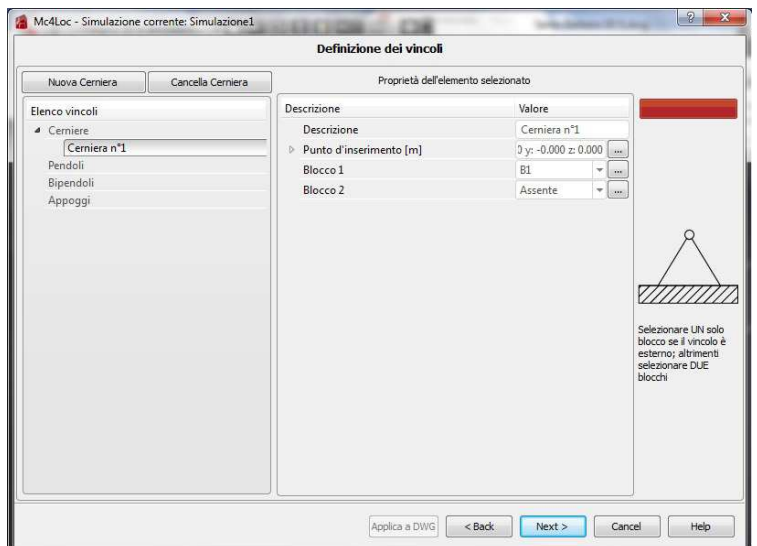 Mc4Loc - Simulazione corrente: Simulazione1
Definizione dei vincoli
Nuova Cerniera
Cancella Cerniera
Proprietà dell'elemento selezionato
Elenco vincoli
Cerniere
Cerniera n°1
Pendoli
Bipendoli
Appoggi
Descrizione Valore
Descrizione Cerniera n°1
Punto d'inserimento [m] 0 y: -0.000 z: 0.000 ...
Blocco 1 B1 ...
Blocco 2 Assente ...
Selezionare UN solo
blocco se il vincolo è
esterno; altrimenti
selezionare DUE
blocchi
Applica a DWG
< Back
Next >
Cancel
Help